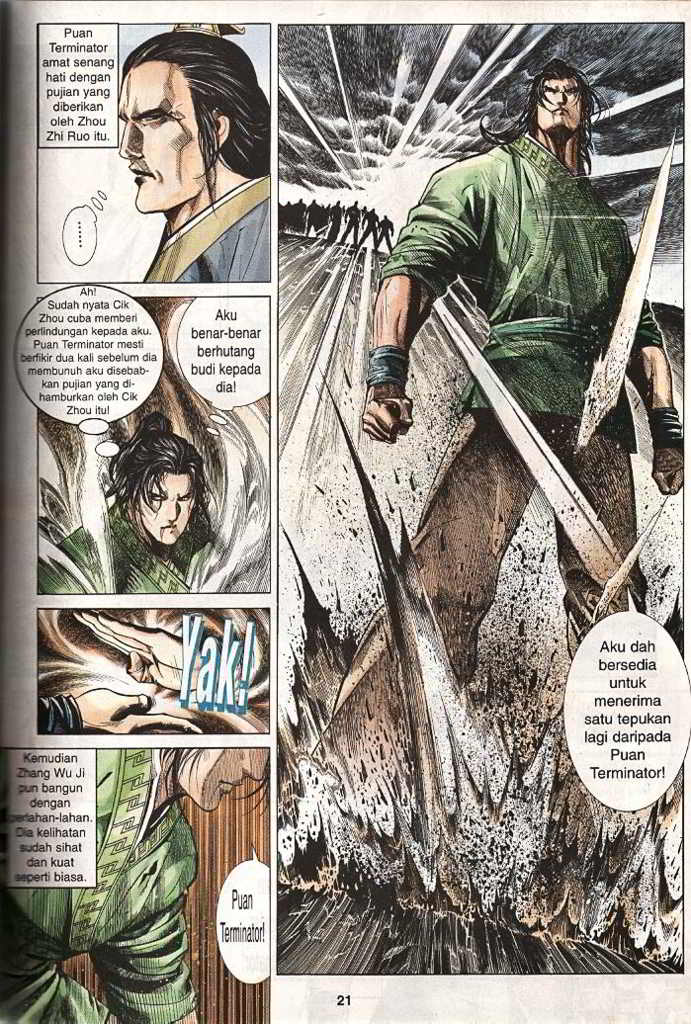 Puan
Terminator
amat senang
hati dengan
pujian yang
diberikan
oleh Zhou
Zhi Ruo itu.
........
Ah!
Sudah nyata Cik
Zhou cuba memberi
perlindungan kepada aku.
Puan Terminator mesti
berfikir dua kali sebelum dia
membunuh aku disebab-
kan pujian yang di-
hamburkan oleh Cik
Zhou itu!
Aku
benar-benar
berhutang
budi kepada
dia!
Yak!
Kemudian
Zhang Wu Ji
pun bangun
dengan
perlahan-lahan.
Dia kelihatan
sudah sihat
dan kuat
seperti biasa.
Puan
Terminator!
Aku dah
bersedia
untuk
menerima
satu tepukan
lagi daripada
Puan
Terminator!
21